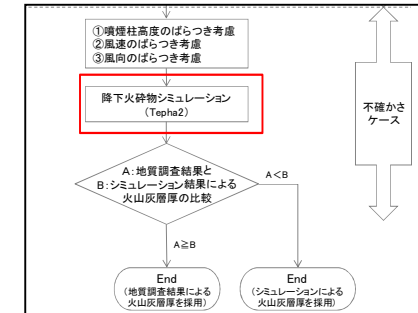 ①噴煙柱高度のばらつき考慮
②風速のばらつき考慮
③風向のばらつき考慮
降下火砕物シミュレーション
（Tepha2）
不確かさ
ケース
A：地質調査結果と
B：シミュレーション結果による
火山灰層厚の比較
A＜B
A≧B
End
（地質調査結果による
火山灰層厚を採用）
End
（シミュレーションによる
火山灰層厚を採用）